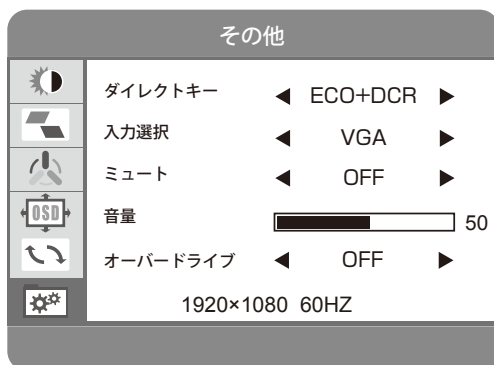 その他
ダイレクトキー ECO+DCR
入力選択 VGA
ミュート OFF
音量 50
OSD
オーバードライブ OFF
1920×1080 60HZ